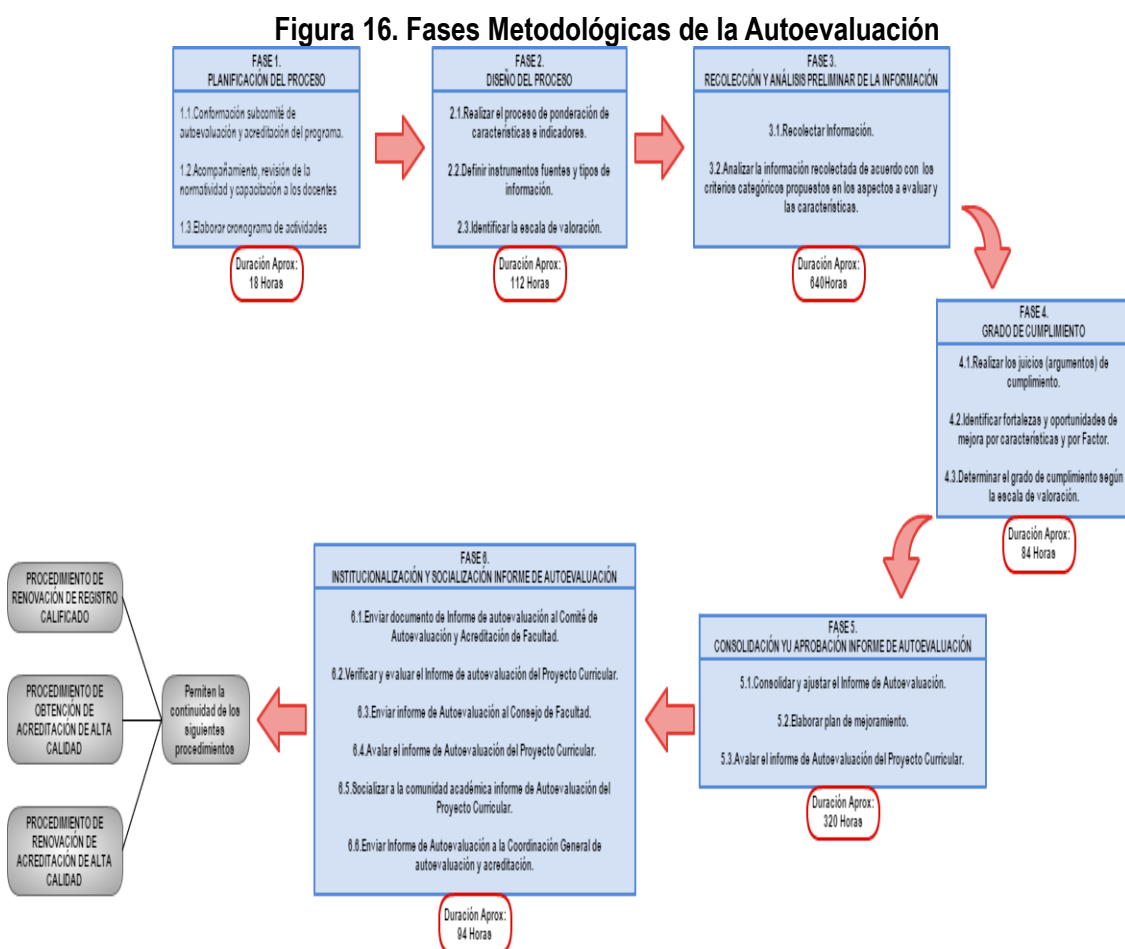 Figura 16. Fases Metodológicas de la Autoevaluación
FASE 1.
PLANIFICACIÓN DEL PROCESO
1.1.Conformación subcomité de
autoevaluación y acreditación del programa.
1.2.Acompañamiento, revisión de la
normatividad y capacitación a los docentes
1.3.Elaborar cronograma de actividades
Duración Aprox:
18 Horas
FASE 2.
DISEÑO DEL PROCESO
2.1.Realizar el proceso de ponderación de
características e indicadores.
2.2.Definir instrumentos fuentes y tipos de
información.
2.3.Identificar la escala de valoración.
Duración Aprox:
112 Horas
FASE 3.
RECOLECCIÓN Y ANÁLISIS PRELIMINAR DE LA INFORMACIÓN
3.1.Recolectar Información.
3.2.Analizar la información recolectada de acuerdo con los
criterios categóricos propuestos en los aspectos a evaluar y
las características.
Duración Aprox:
640Horas
FASE 4.
GRADO DE CUMPLIMIENTO
4.1.Realizar los juicios (argumentos) de
cumplimiento.
4.2.Identificar fortalezas y oportunidades de
mejora por características y por Factor.
4.3.Determinar el grado de cumplimiento según
la escala de valoración.
Duración Aprox:
84 Horas
FASE 5.
CONSOLIDACIÓN YU APROBACIÓN INFORME DE AUTOEVALUACIÓN
5.1.Consolidar y ajustar el Informe de Autoevaluación.
5.2.Elaborar plan de mejoramiento.
5.3.Avalar el informe de Autoevaluación del Proyecto Curricular.
Duración Aprox:
320 Horas
FASE 6.
INSTITUCIONALIZACIÓN Y SOCIALIZACIÓN INFORME DE AUTOEVALUACIÓN
6.1.Enviar documento de Informe de autoevaluación al Comité de
Autoevaluación y Acreditación de Facultad.
6.2.Verificar y evaluar el Informe de autoevaluación del Proyecto Curricular.
6.3.Enviar informe de Autoevaluación al Consejo de Facultad.
6.4.Avalar el informe de Autoevaluación del Proyecto Curricular.
6.5.Socializar a la comunidad académica informe de Autoevaluación del
Proyecto Curricular.
6.6.Enviar Informe de Autoevaluación a la Coordinación General de
autoevaluación y acreditación.
Duración Aprox:
94 Horas
Permiten la
continuidad de los
siguientes
procedimientos
PROCEDIMIENTO DE
RENOVACIÓN DE REGISTRO
CALIFICADO
PROCEDIMIENTO DE
OBTENCIÓN DE
ACREDITACIÓN DE ALTA
CALIDAD
PROCEDIMIENTO DE
RENOVACIÓN DE
ACREDITACIÓN DE ALTA
CALIDAD